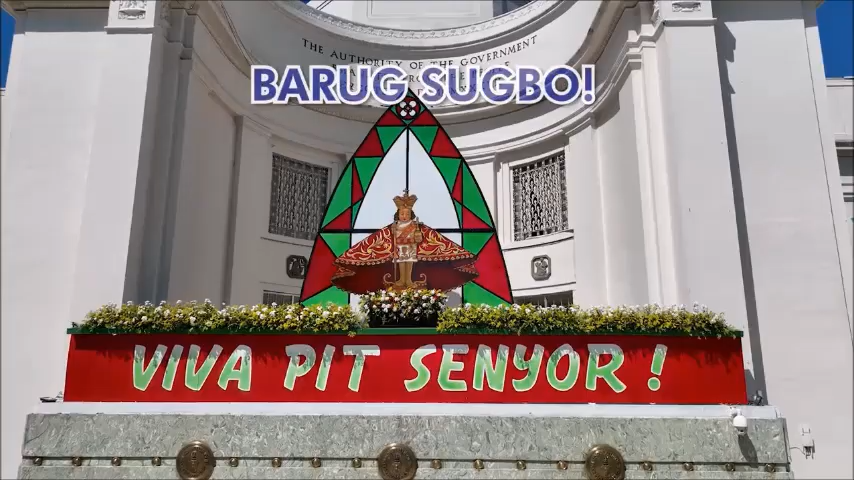 THE AUTHORITY OF THE GOVERNMENT
BARUG SUGBO!
VIVA PIT SENYOR!